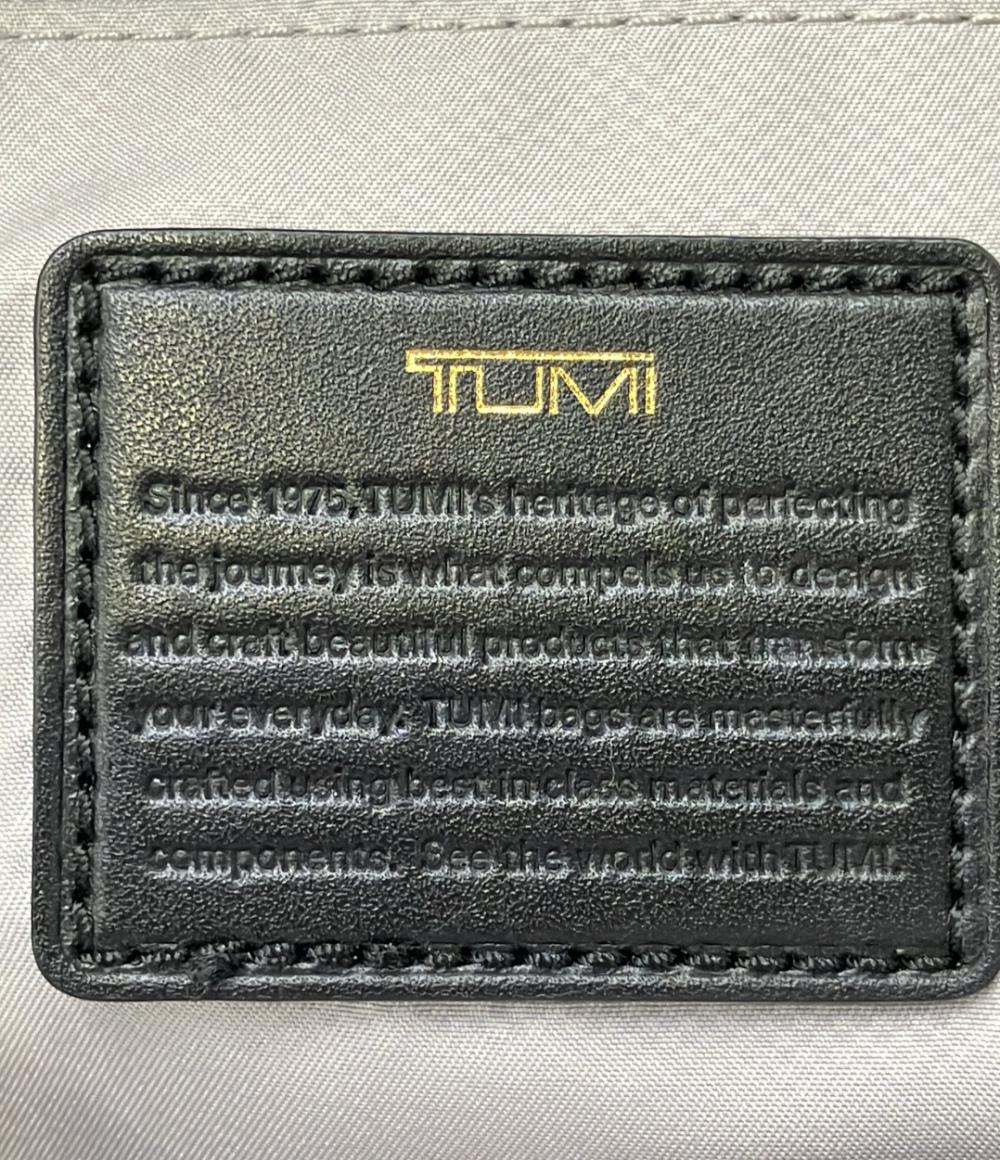 TUMI
Since 1975, TUMI's heritage of perfecting
the journey is what compels us to design
and craft beautiful products that transform
your everyday. TUMI bags are masterfully
crafted using best in class materials and
components. See the world with TUMI.